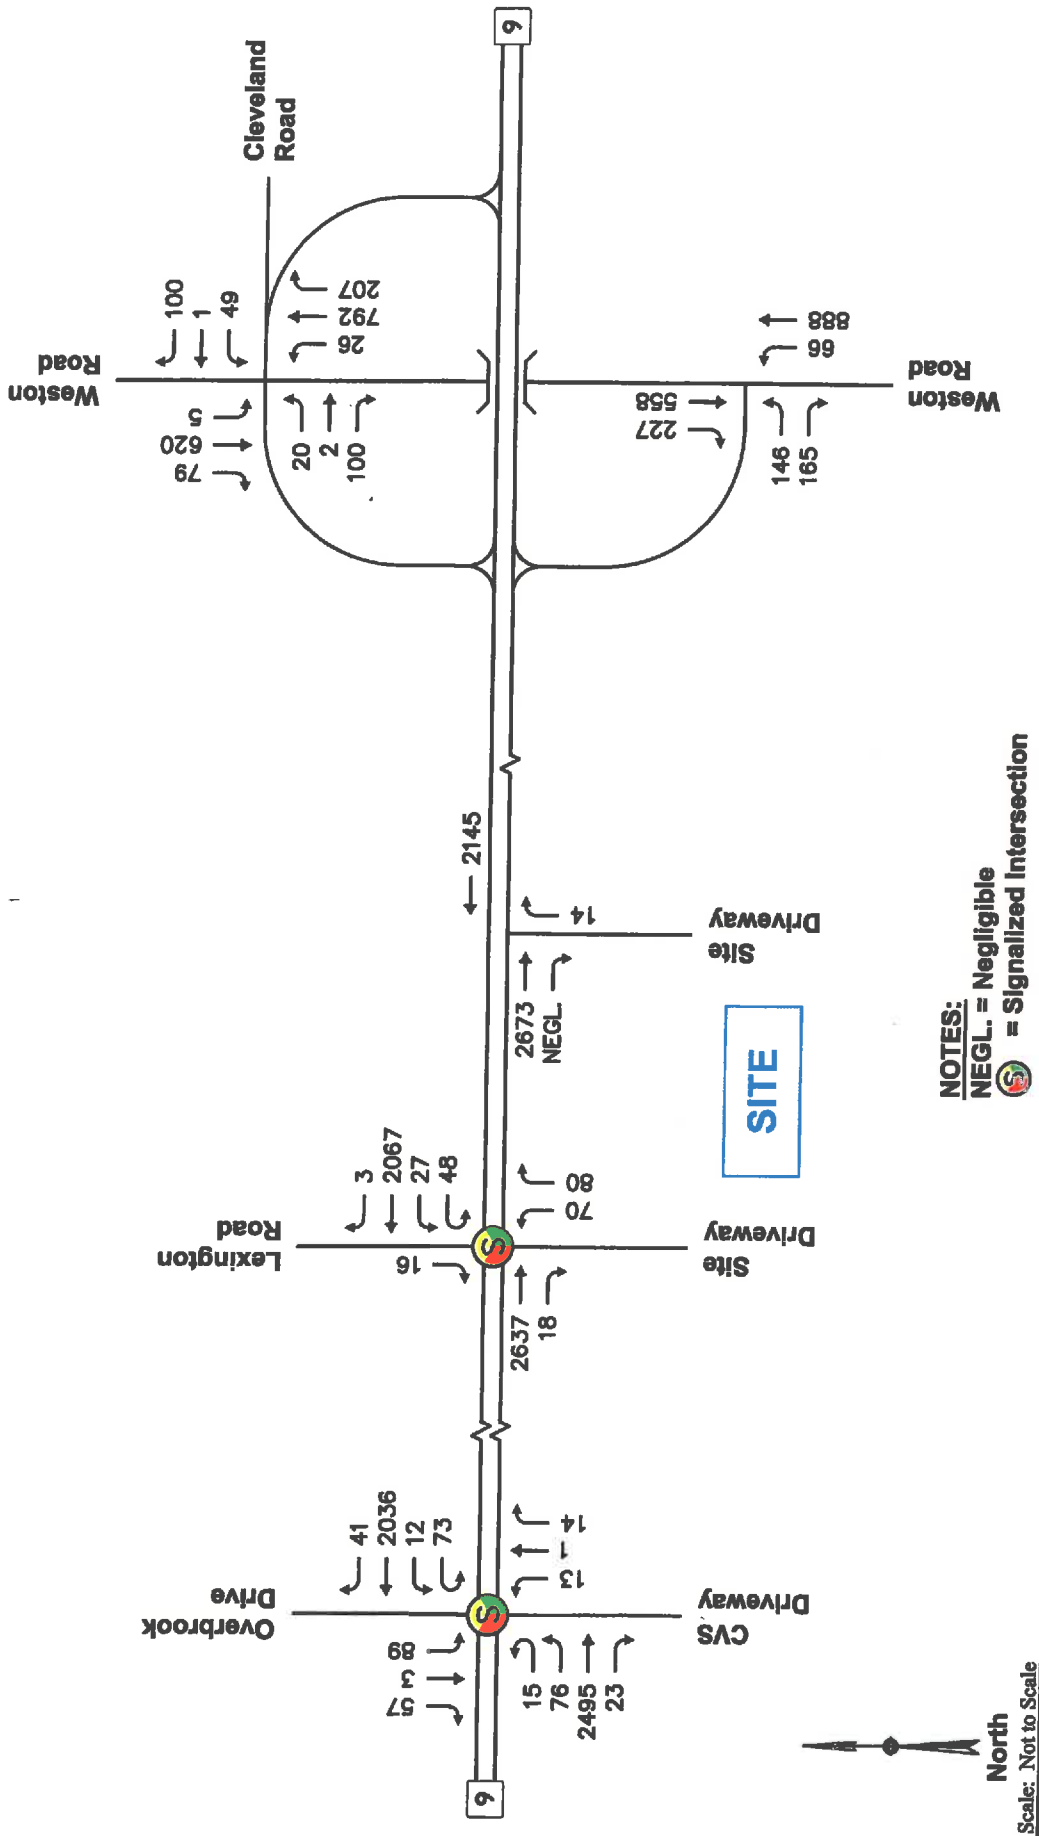 9
Cleveland
Road
Weston
Road
100
1
49
5
620
79
20
2
100
26
792
207
227
558
146
165
66
888
Weston
Road
2145
2673
NEGL.
14
Site
Driveway
SITE
Lexington
Road
3
2067
27
48
16
2637
18
70
80
Site
Driveway
Overbrook
Drive
41
2036
12
73
89
3
57
15
76
2495
23
13
1
14
CVS
Driveway
9
NOTES:
NEGL. = Negligible
S = Signalized Intersection
North
Scale: Not to Scale